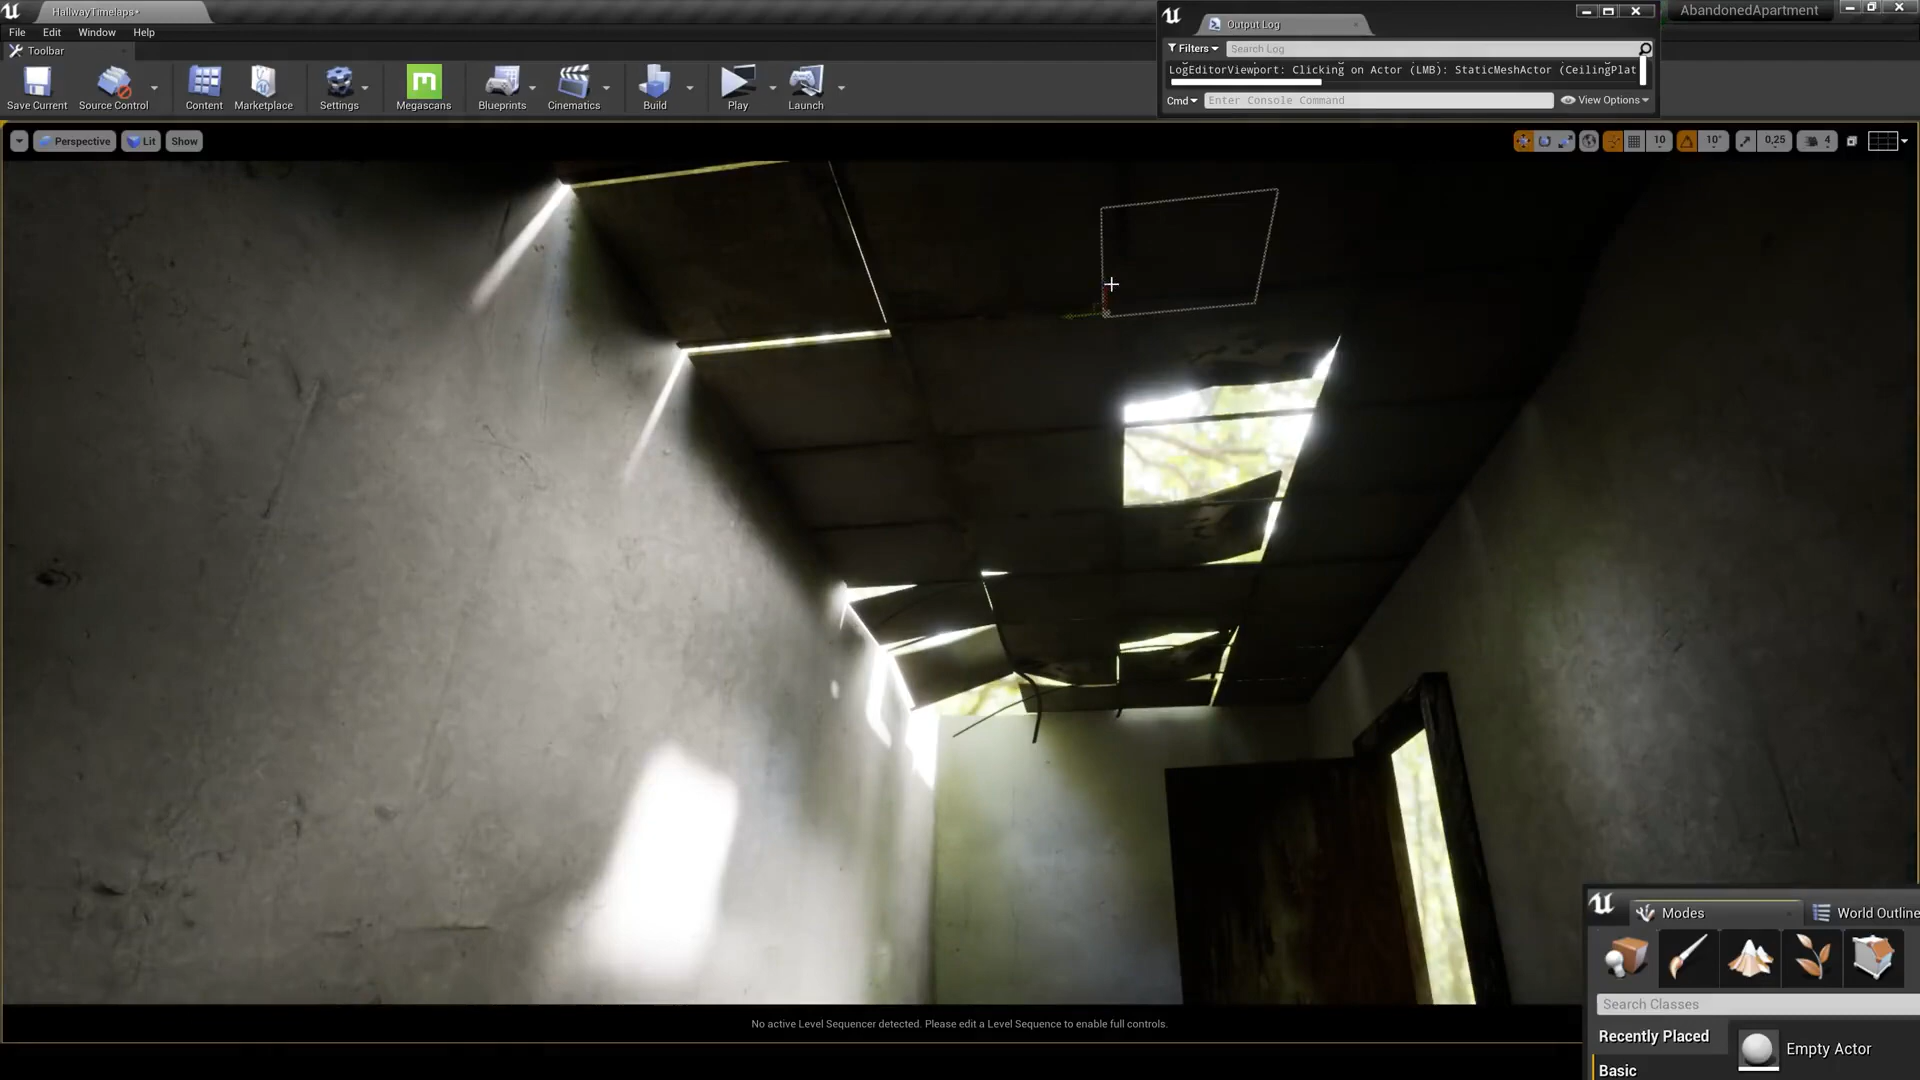 HallwayTimelaps•
File Edit Window Help
Toolbar
Save Current
Source Control
Content
Marketplace
Settings
Megascans
Blueprints
Cinematics
Build
Play
Launch
Output Log
Filters
Search Log
LogEditorViewport: Clicking on Actor (LMB): StaticMeshActor (CeilingPlat
Cmd
Enter Console Command
View Options
AbandonedApartment
Perspective
Lit
Show
10
10°
0,25
4
No active Level Sequencer detected. Please edit a Level Sequence to enable full controls.
Modes
World Outline
Search Classes
Recently Placed
Empty Actor
Basic